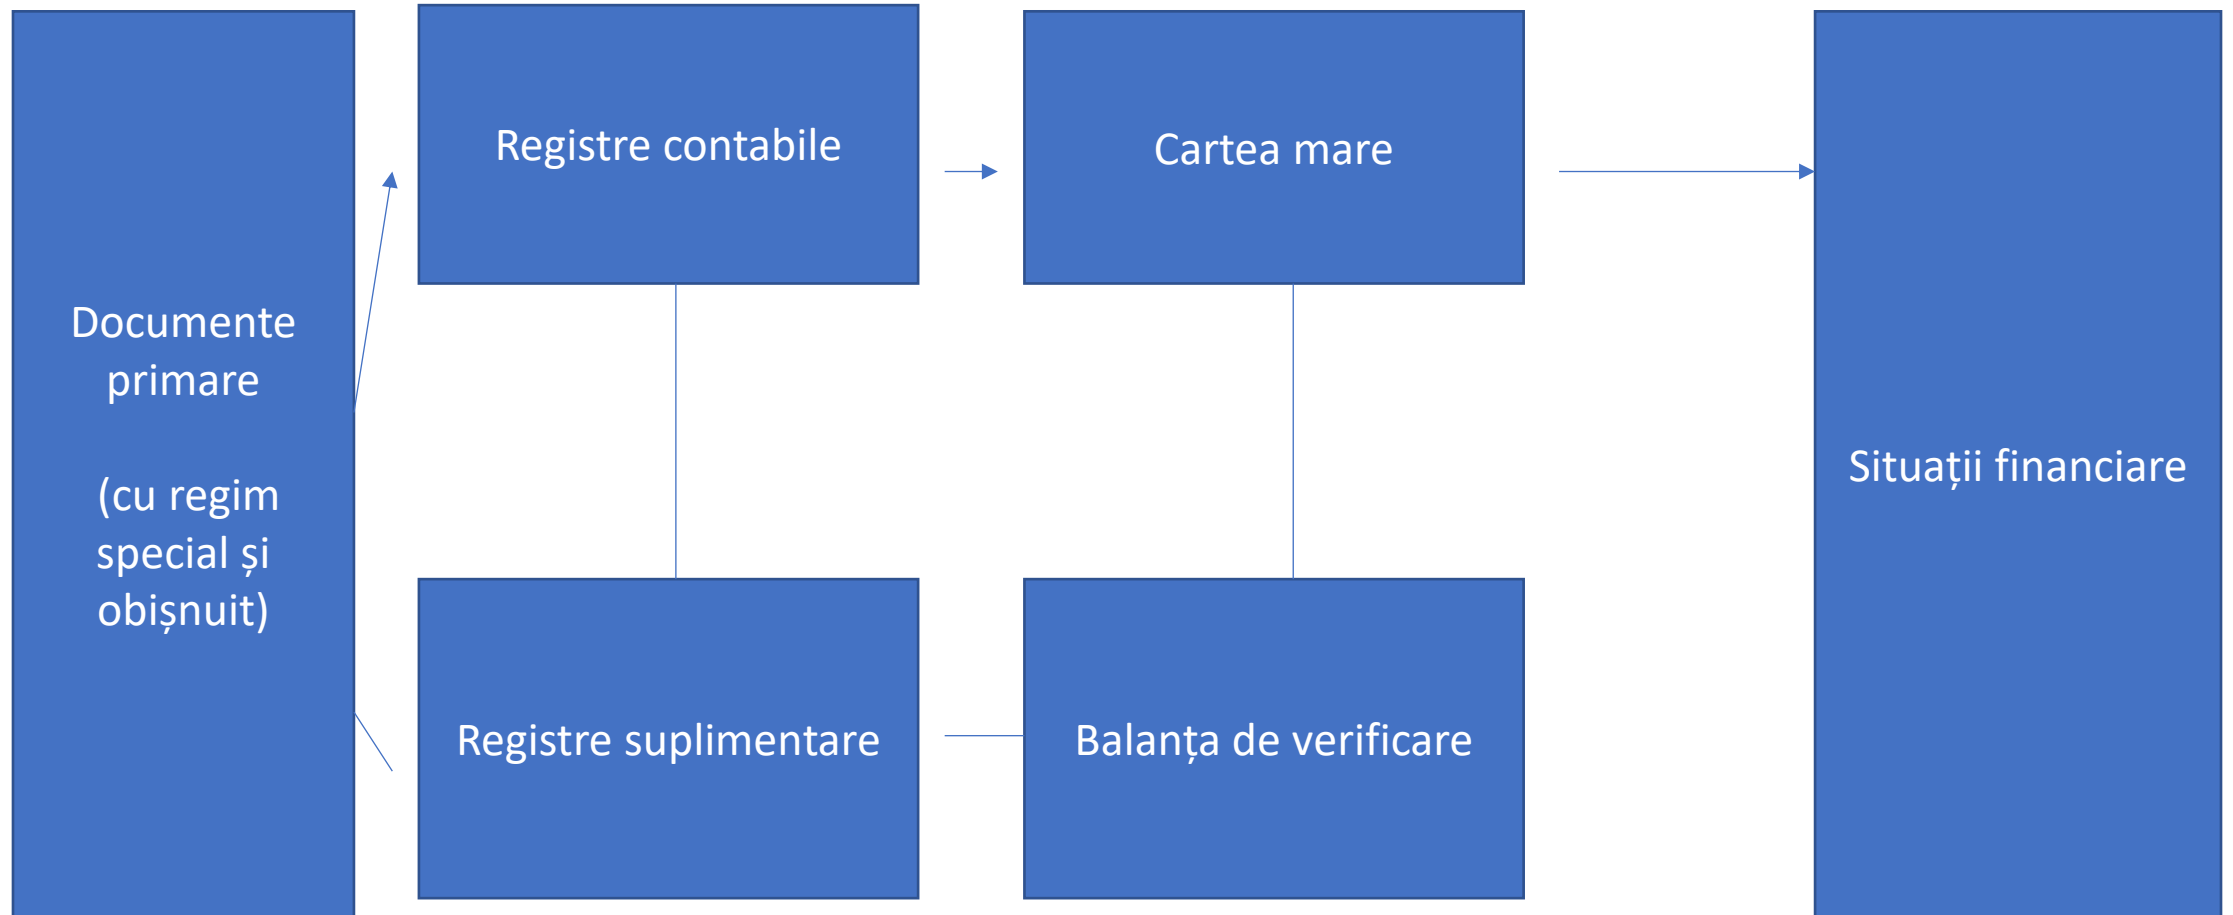 Documente
primare
(cu regim
special și
obișnuit)
Registre contabile
Cartea mare
Registre suplimentare
Balanța de verificare
Situații financiare